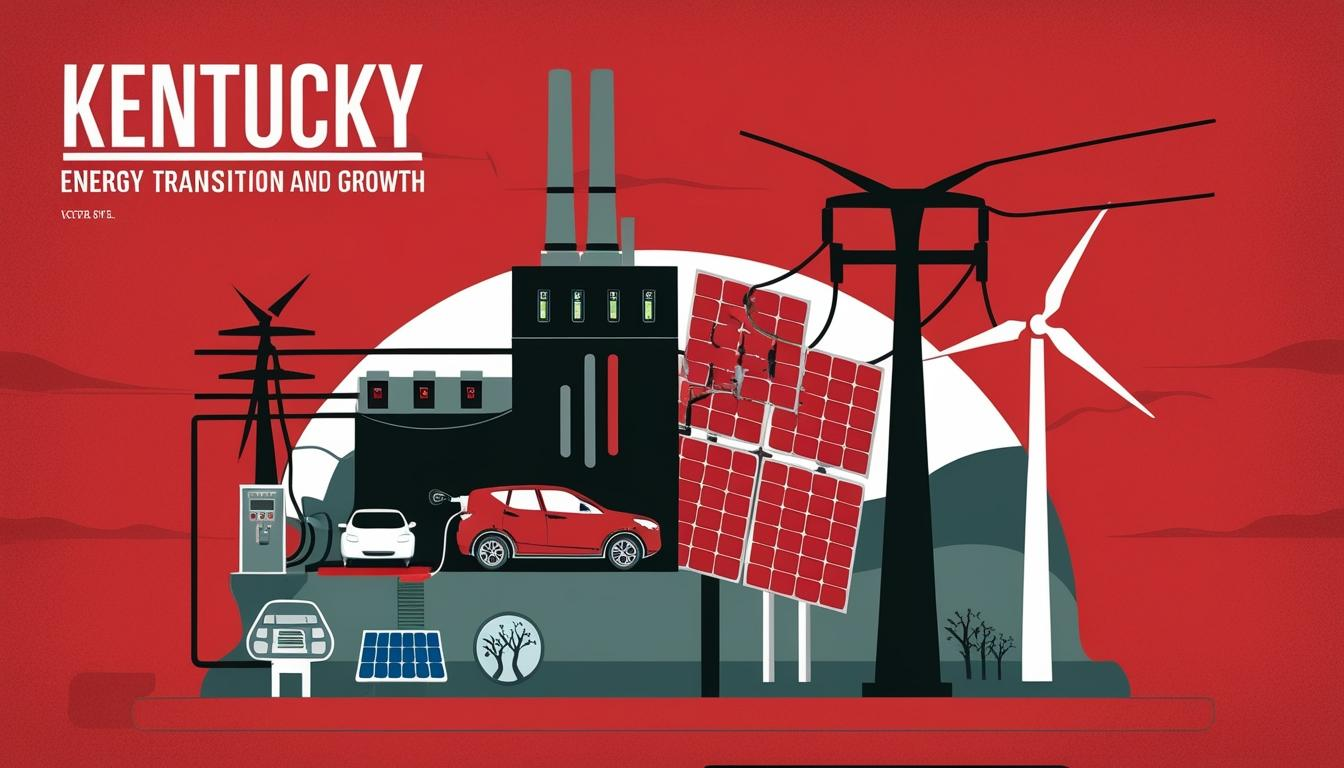 KENTUCKY
ENERGY TRANSITION AND GROWTH